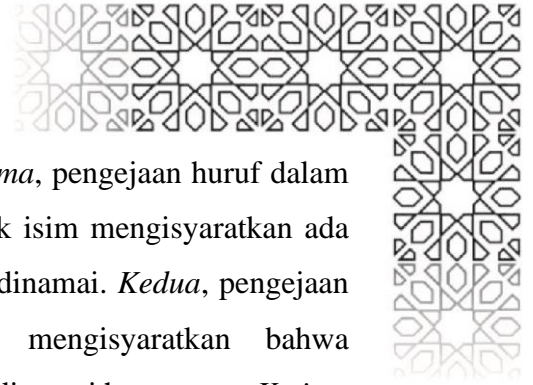 ma, pengejaan huruf dalam
k isim mengisyaratkan ada
dinamai. Kedua, pengejaan
mengisyaratkan bahwa